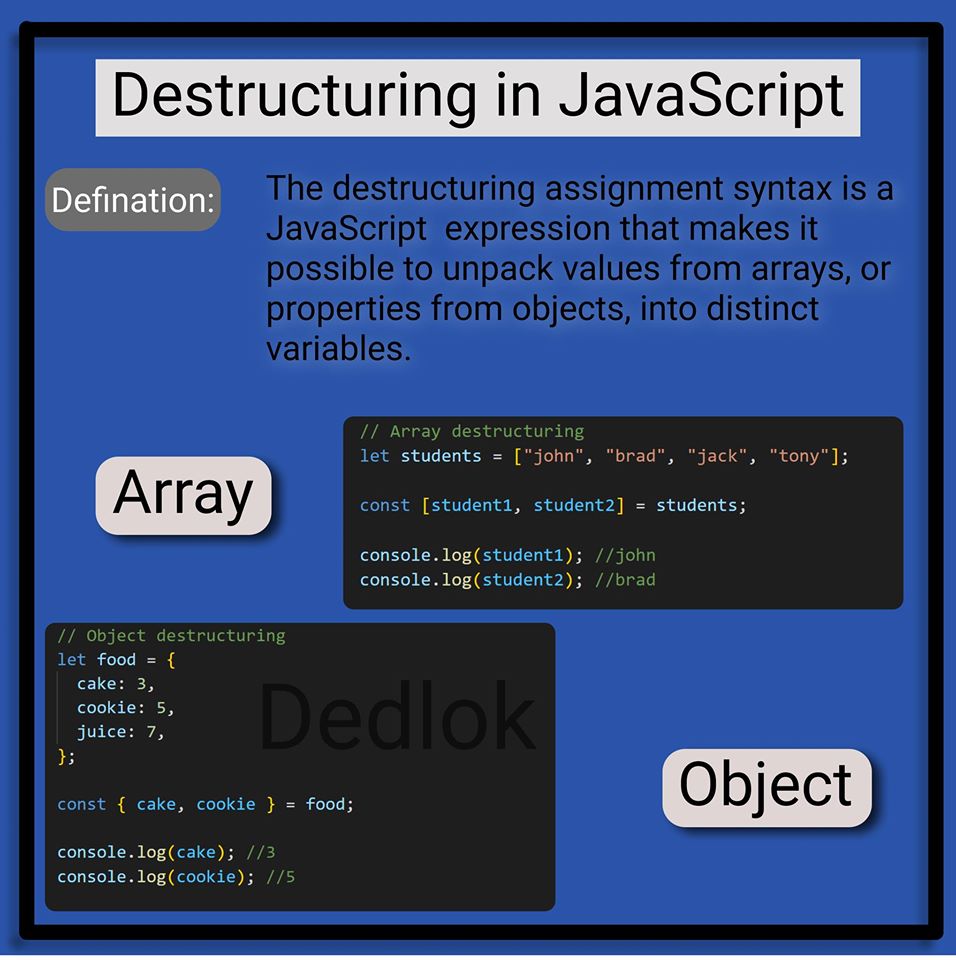 Destructuring in JavaScript
Defination:
The destructuring assignment syntax is a
JavaScript  expression that makes it
possible to unpack values from arrays, or
properties from objects, into distinct
variables.
Array
// Array destructuring
let students = ["john", "brad", "jack", "tony"];
const [student1, student2] = students;
console.log(student1); //john
console.log(student2); //brad
// Object destructuring
let food = {
  cake: 3,
  cookie: 5,
  juice: 7,
};
const { cake, cookie } = food;
console.log(cake); //3
console.log(cookie); //5
Dedlok
Object